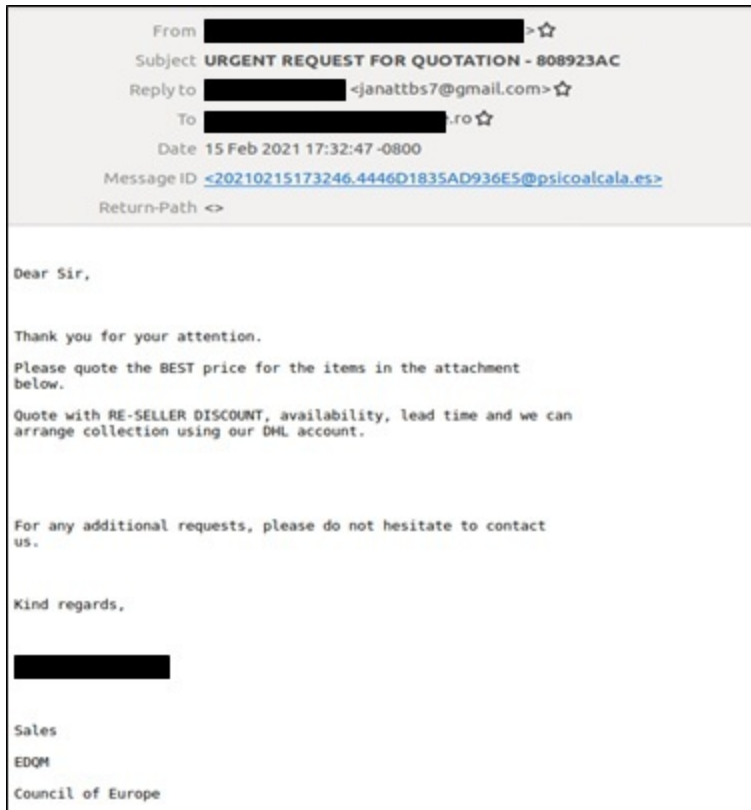 From >
Subject URGENT REQUEST FOR QUOTATION - 808923AC
Reply to <janattbs7@gmail.com>
To .ro
Date 15 Feb 2021 17:32:47 -0800
Message ID <20210215173246.4446D1835AD936E5@psicoalcala.es>
Return-Path <>
Dear Sir,
Thank you for your attention.
Please quote the BEST price for the items in the attachment
below.
Quote with RE-SELLER DISCOUNT, availability, lead time and we can
arrange collection using our DHL account.
For any additional requests, please do not hesitate to contact
us.
Kind regards,
Sales
EDQM
Council of Europe